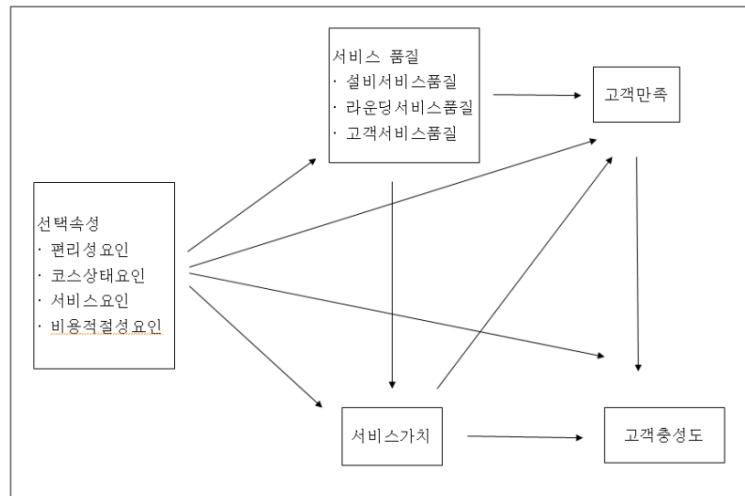 서비스 품질
· 설비서비스품질
· 라운딩서비스품질
· 고객서비스품질
고객만족
선택속성
· 편리성요인
· 코스상태요인
· 서비스요인
· 비용적절성요인
서비스가치
고객충성도